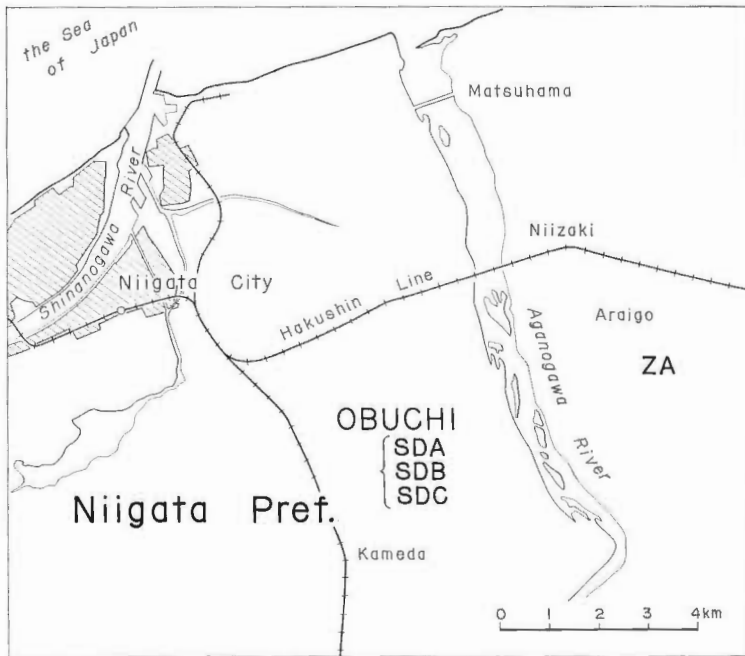 the Sea
of Japan
Matsuhama
Shinanogawa River
Niizaki
Niigata City
Hakushin Line
Araigo
Aganogawa River
ZA
OBUCHI
SDA
SDB
SDC
Niigata Pref.
Kameda
0 1 2 3 4km